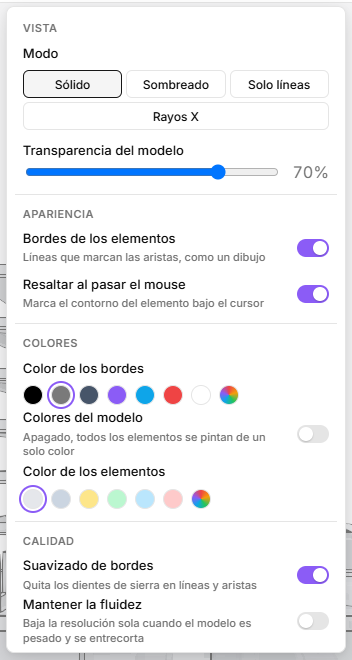 VISTA
Modo
Sólido
Sombreado
Solo líneas
Rayos X
Transparencia del modelo
70%
APARIENCIA
Bordes de los elementos
Líneas que marcan las aristas, como un dibujo
Resaltar al pasar el mouse
Marca el contorno del elemento bajo el cursor
COLORES
Color de los bordes
Colores del modelo
Apagado, todos los elementos se pintan de un
solo color
Color de los elementos
CALIDAD
Suavizado de bordes
Quita los dientes de sierra en líneas y aristas
Mantener la fluidez
Baja la resolución sola cuando el modelo es
pesado y se entrecorta